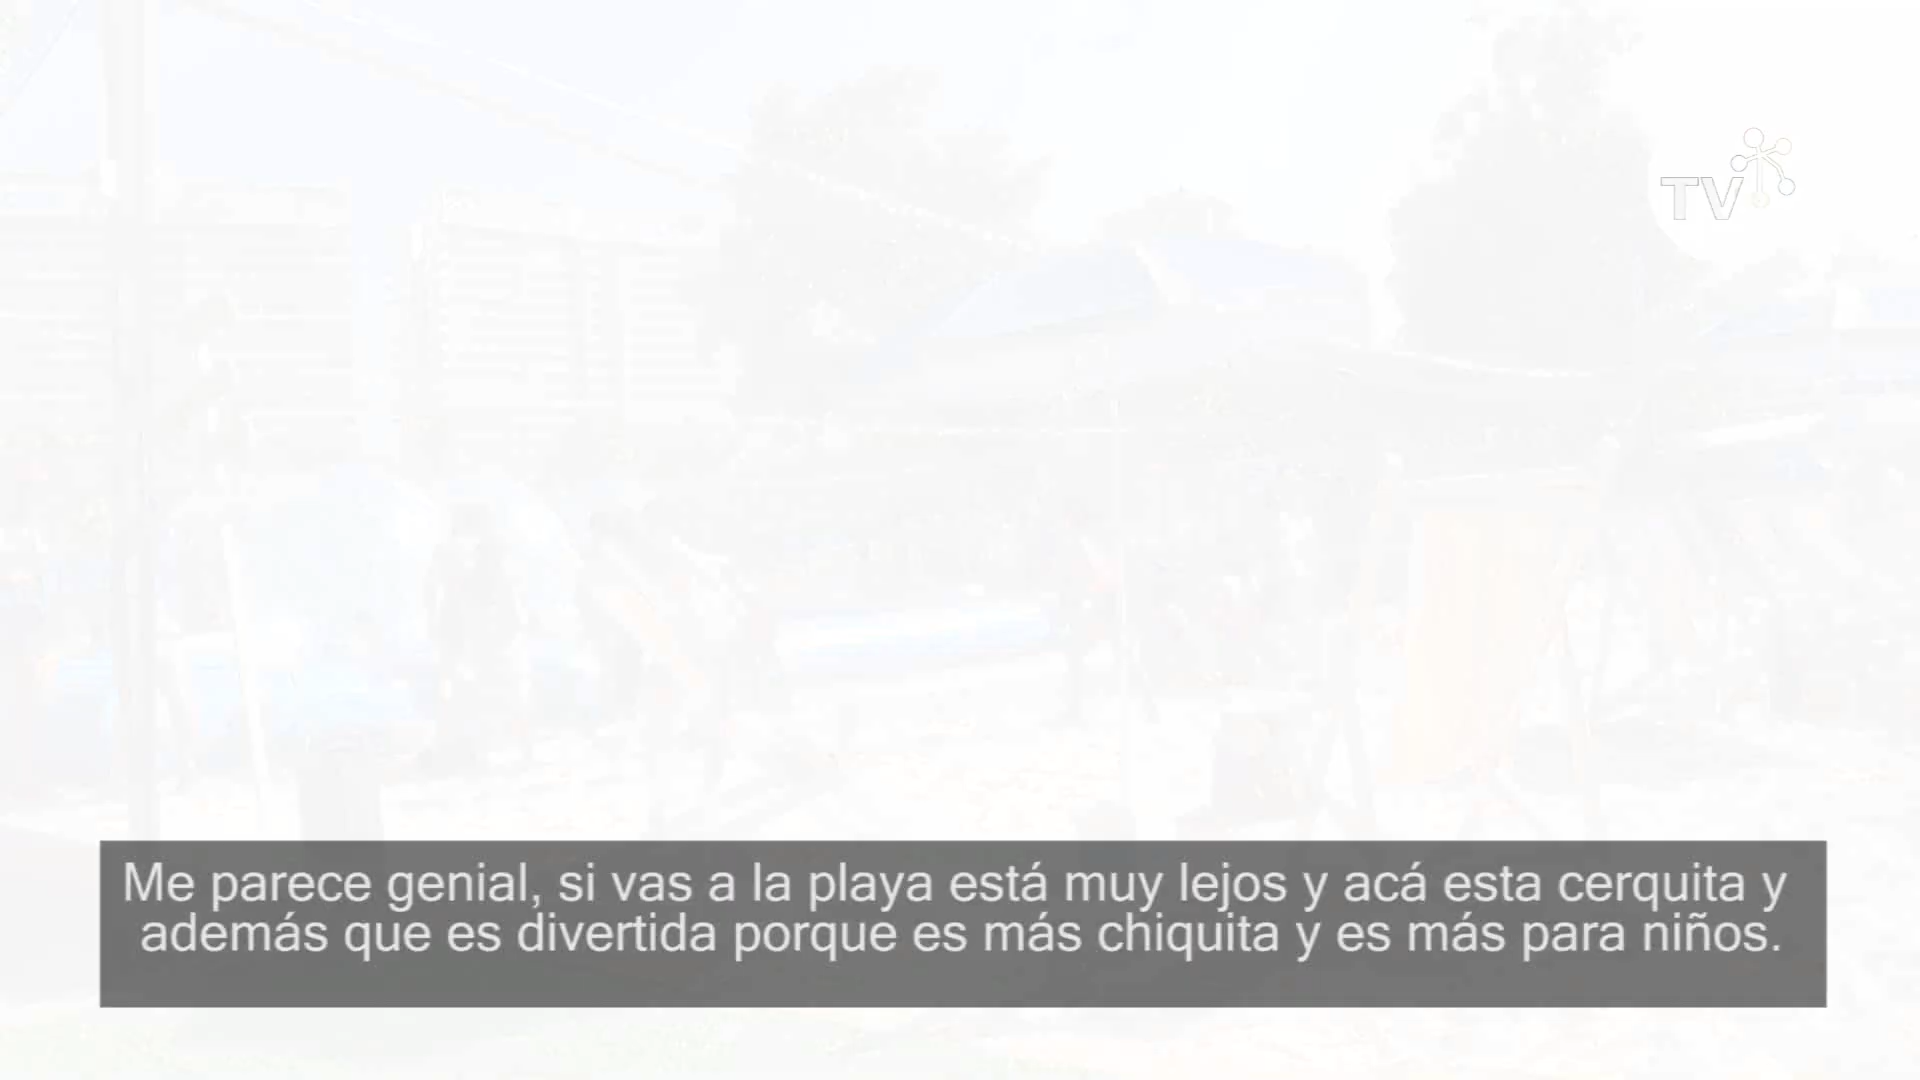 TV
Me parece genial, si vas a la playa está muy lejos y acá esta cerquita y
además que es divertida porque es más chiquita y es más para niños.